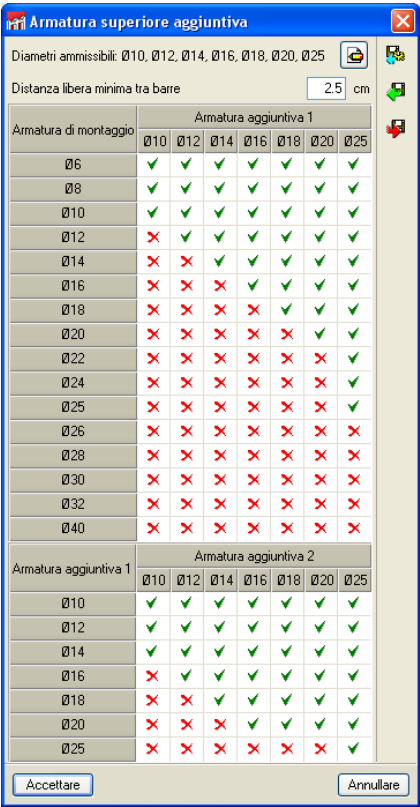 Armatura superiore aggiuntiva
Diametri ammissibili: Ø10, Ø12, Ø14, Ø16, Ø18, Ø20, Ø25
Distanza libera minima tra barre 2.5 cm
Armatura di montaggio Armatura aggiuntiva 1
Ø10 Ø12 Ø14 Ø16 Ø18 Ø20 Ø25
Ø6
Ø8
Ø10
Ø12
Ø14
Ø16
Ø18
Ø20
Ø22
Ø24
Ø25
Ø26
Ø28
Ø30
Ø32
Ø40
Armatura aggiuntiva 1 Armatura aggiuntiva 2
Ø10 Ø12 Ø14 Ø16 Ø18 Ø20 Ø25
Ø10
Ø12
Ø14
Ø16
Ø18
Ø20
Ø25
Accettare Annullare